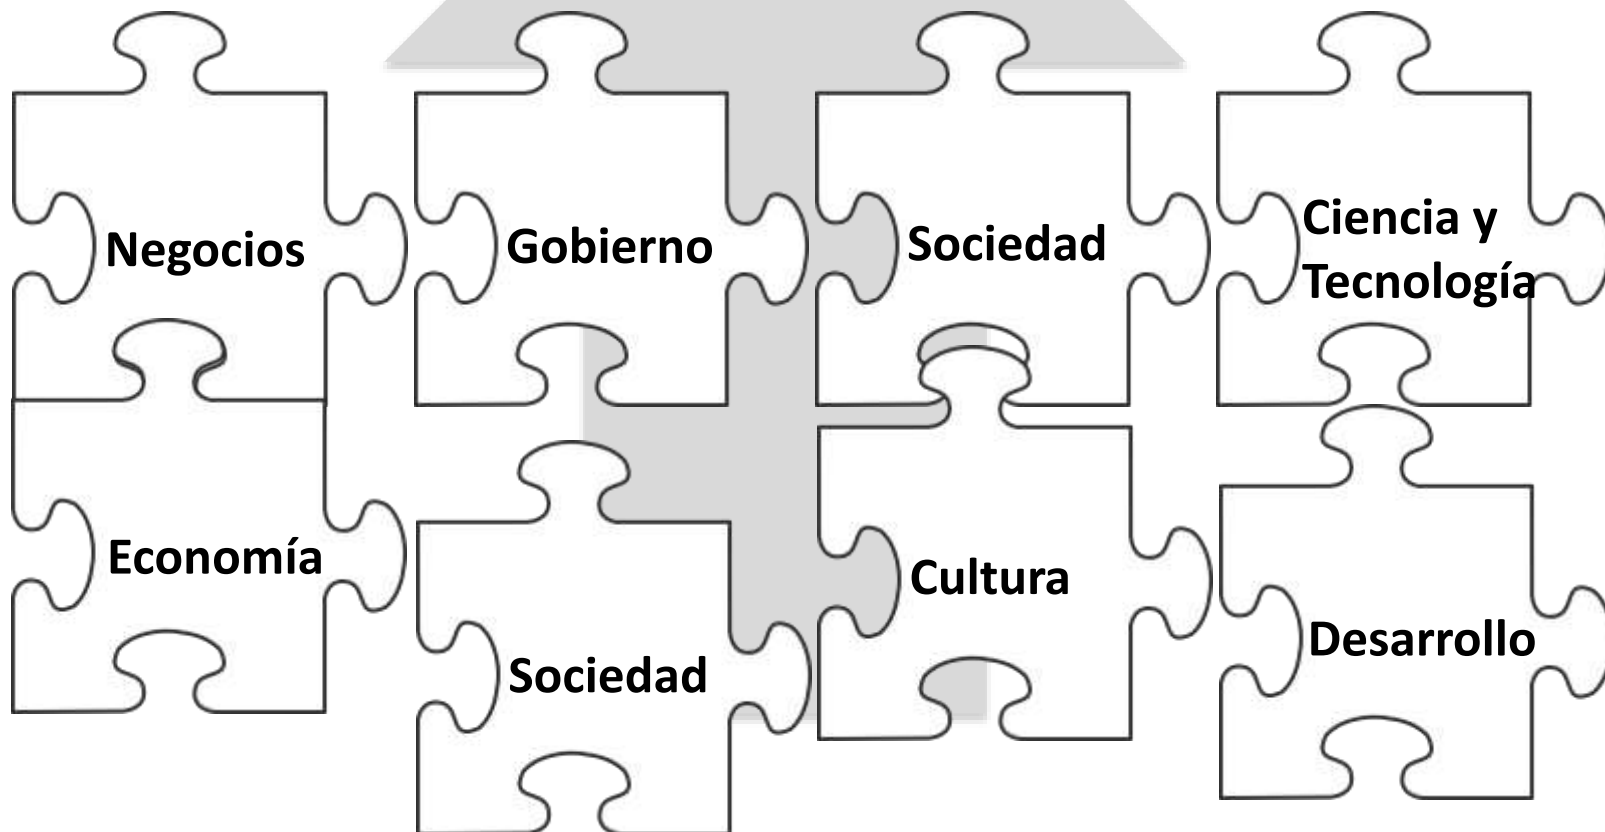 Negocios
Gobierno
Sociedad
Ciencia y
Tecnología
Economía
Sociedad
Cultura
Desarrollo